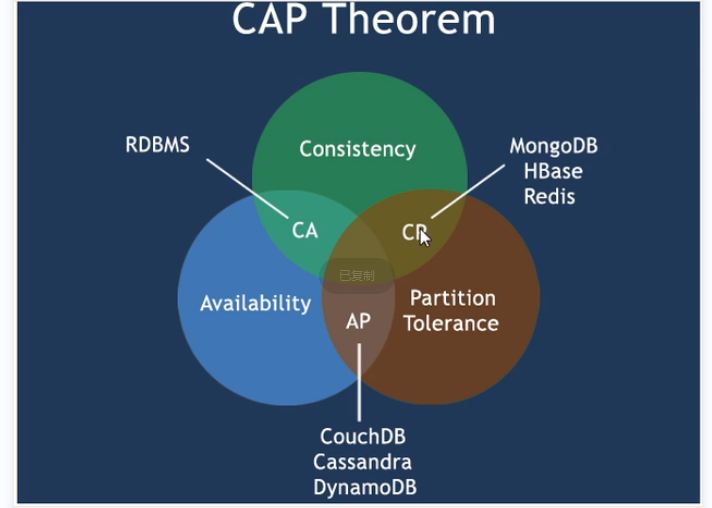 CAP Theorem
RDBMS
Consistency
MongoDB
HBase
Redis
CA
CP
已复制
Availability
Partition
Tolerance
AP
CouchDB
Cassandra
DynamoDB